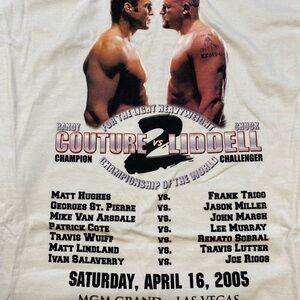 FOR THE LIGHT HEAVYWEIGHT
RANDY CHUCK
COUTURE 2 VS LIDDELL
CHAMPION CHALLENGER
CHAMPIONSHIP OF THE WORLD
MATT HUGHES VS. FRANK TRIGG
GEORGES ST. PIERRE VS. JASON MILLER
MIKE VAN ARSDALE VS. JOHN MARSH
PATRICK COTE VS. LEE MURRAY
TRAVIS WUIFF VS. RENATO SOBRAL
MATT LINDLAND VS. TRAVIS LUTTER
IVAN SALAVERRY VS. JOE RIGGS
SATURDAY, APRIL 16, 2005
MGM GRAND - LAS VEGAS